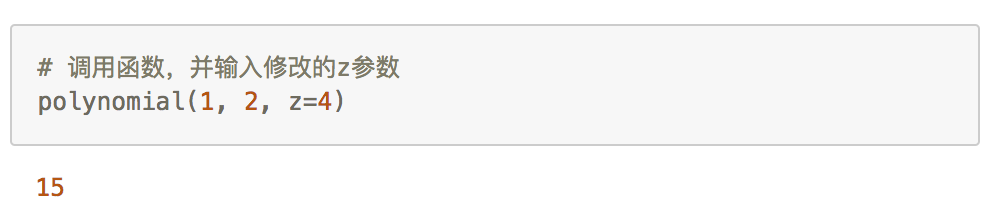 # 调用函数，并输入修改的z参数
polynomial(1, 2, z=4)
15